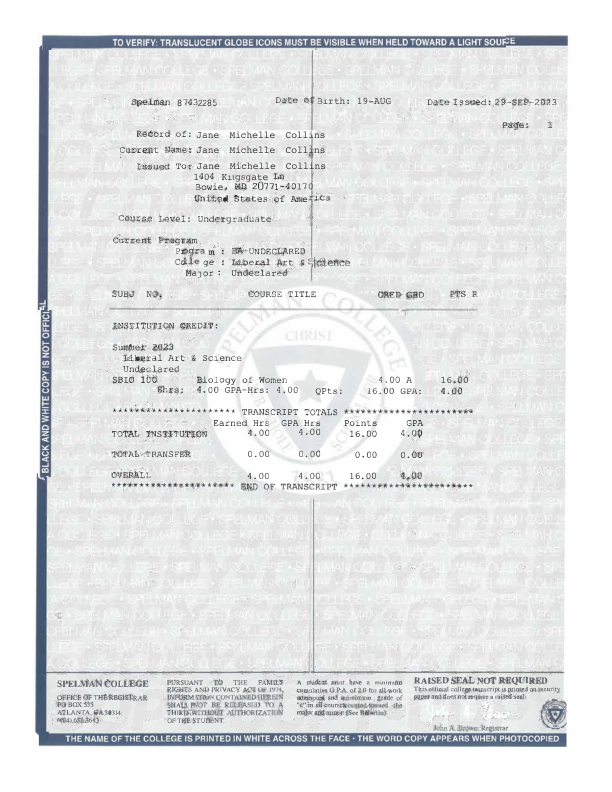 TO VERIFY: TRANSLUCENT GLOBE ICONS MUST BE VISIBLE WHEN HELD TOWARD A LIGHT SOURCE
Spelman 87432285 Date of Birth: 19-AUG Date Issued: 29-SEP-2023
Page: 1
Record of: Jane Michelle Collins
Current Name: Jane Michelle Collins
Issued To: Jane Michelle Collins
1404 Kingsgate Ln
Bowie, MD 20771-40170
United States of America
Course Level: Undergraduate
Current Program
Program : BA-UNDECLARED
College : Liberal Art & Science
Major : Undeclared
SUBJ NO. COURSE TITLE CRED GRD PTS R
SPELMAN COLLEGE
CHRIST
INSTITUTION CREDIT:
Summer 2023
Liberal Art & Science
Undeclared
SBIO 100 Biology of Women 4.00 A 16.00
Ehrs: 4.00 GPA-Hrs: 4.00 QPts: 16.00 GPA: 4.00
********************** TRANSCRIPT TOTALS ***********************
Earned Hrs GPA Hrs Points GPA
TOTAL INSTITUTION 4.00 4.00 16.00 4.00
TOTAL TRANSFER 0.00 0.00 0.00 0.00
OVERALL 4.00 4.00 16.00 4.00
********************** END OF TRANSCRIPT ***********************
BLACK AND WHITE COPY IS NOT OFFICIAL
SPELMAN COLLEGE
OFFICE OF THE REGISTRAR
PO BOX 535
ATLANTA, GA 30314
PURSUANT TO THE FAMILY
RIGHTS AND PRIVACY ACT OF 1974,
INFORMATION CONTAINED HEREIN
SHALL NOT BE RELEASED TO A
THIRD WITHOUT AUTHORIZATION
OF THE STUDENT
A student must have a minimum
cumulative G.P.A. of 2.0 for all work
attempted and a minimum grade of
"c" in all courses counted toward the
major and minor (See Bulletin)
RAISED SEAL NOT REQUIRED
This official college transcript is printed on security
paper and does not require a raised seal.
John A. Brown, Registrar
THE NAME OF THE COLLEGE IS PRINTED IN WHITE ACROSS THE FACE • THE WORD COPY APPEARS WHEN PHOTOCOPIED